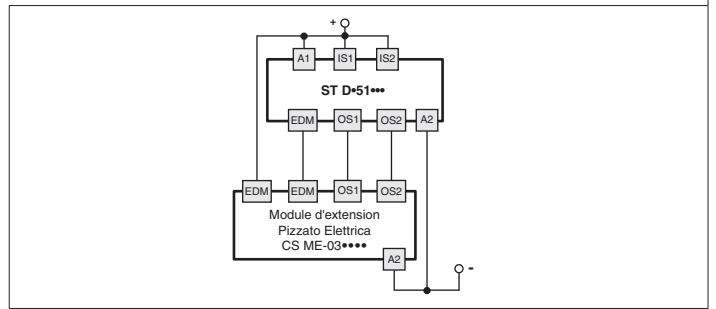 +
A1 IS1 IS2
ST D•51•••
EDM OS1 OS2 A2
EDM EDM OS1 OS2
Module d'extension
Pizzato Elettrica
CS ME-03••••
A2
-